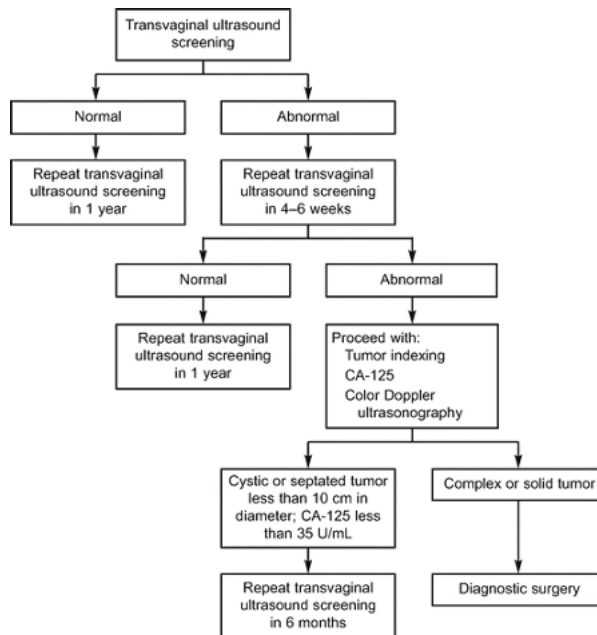 Transvaginal ultrasound
screening
Normal
Abnormal
Repeat transvaginal
ultrasound screening
in 1 year
Repeat transvaginal
ultrasound screening
in 4–6 weeks
Normal
Abnormal
Repeat transvaginal
ultrasound screening
in 1 year
Proceed with:
Tumor indexing
CA-125
Color Doppler
ultrasonography
Cystic or septated tumor
less than 10 cm in
diameter; CA-125 less
than 35 U/mL
Complex or solid tumor
Repeat transvaginal
ultrasound screening
in 6 months
Diagnostic surgery